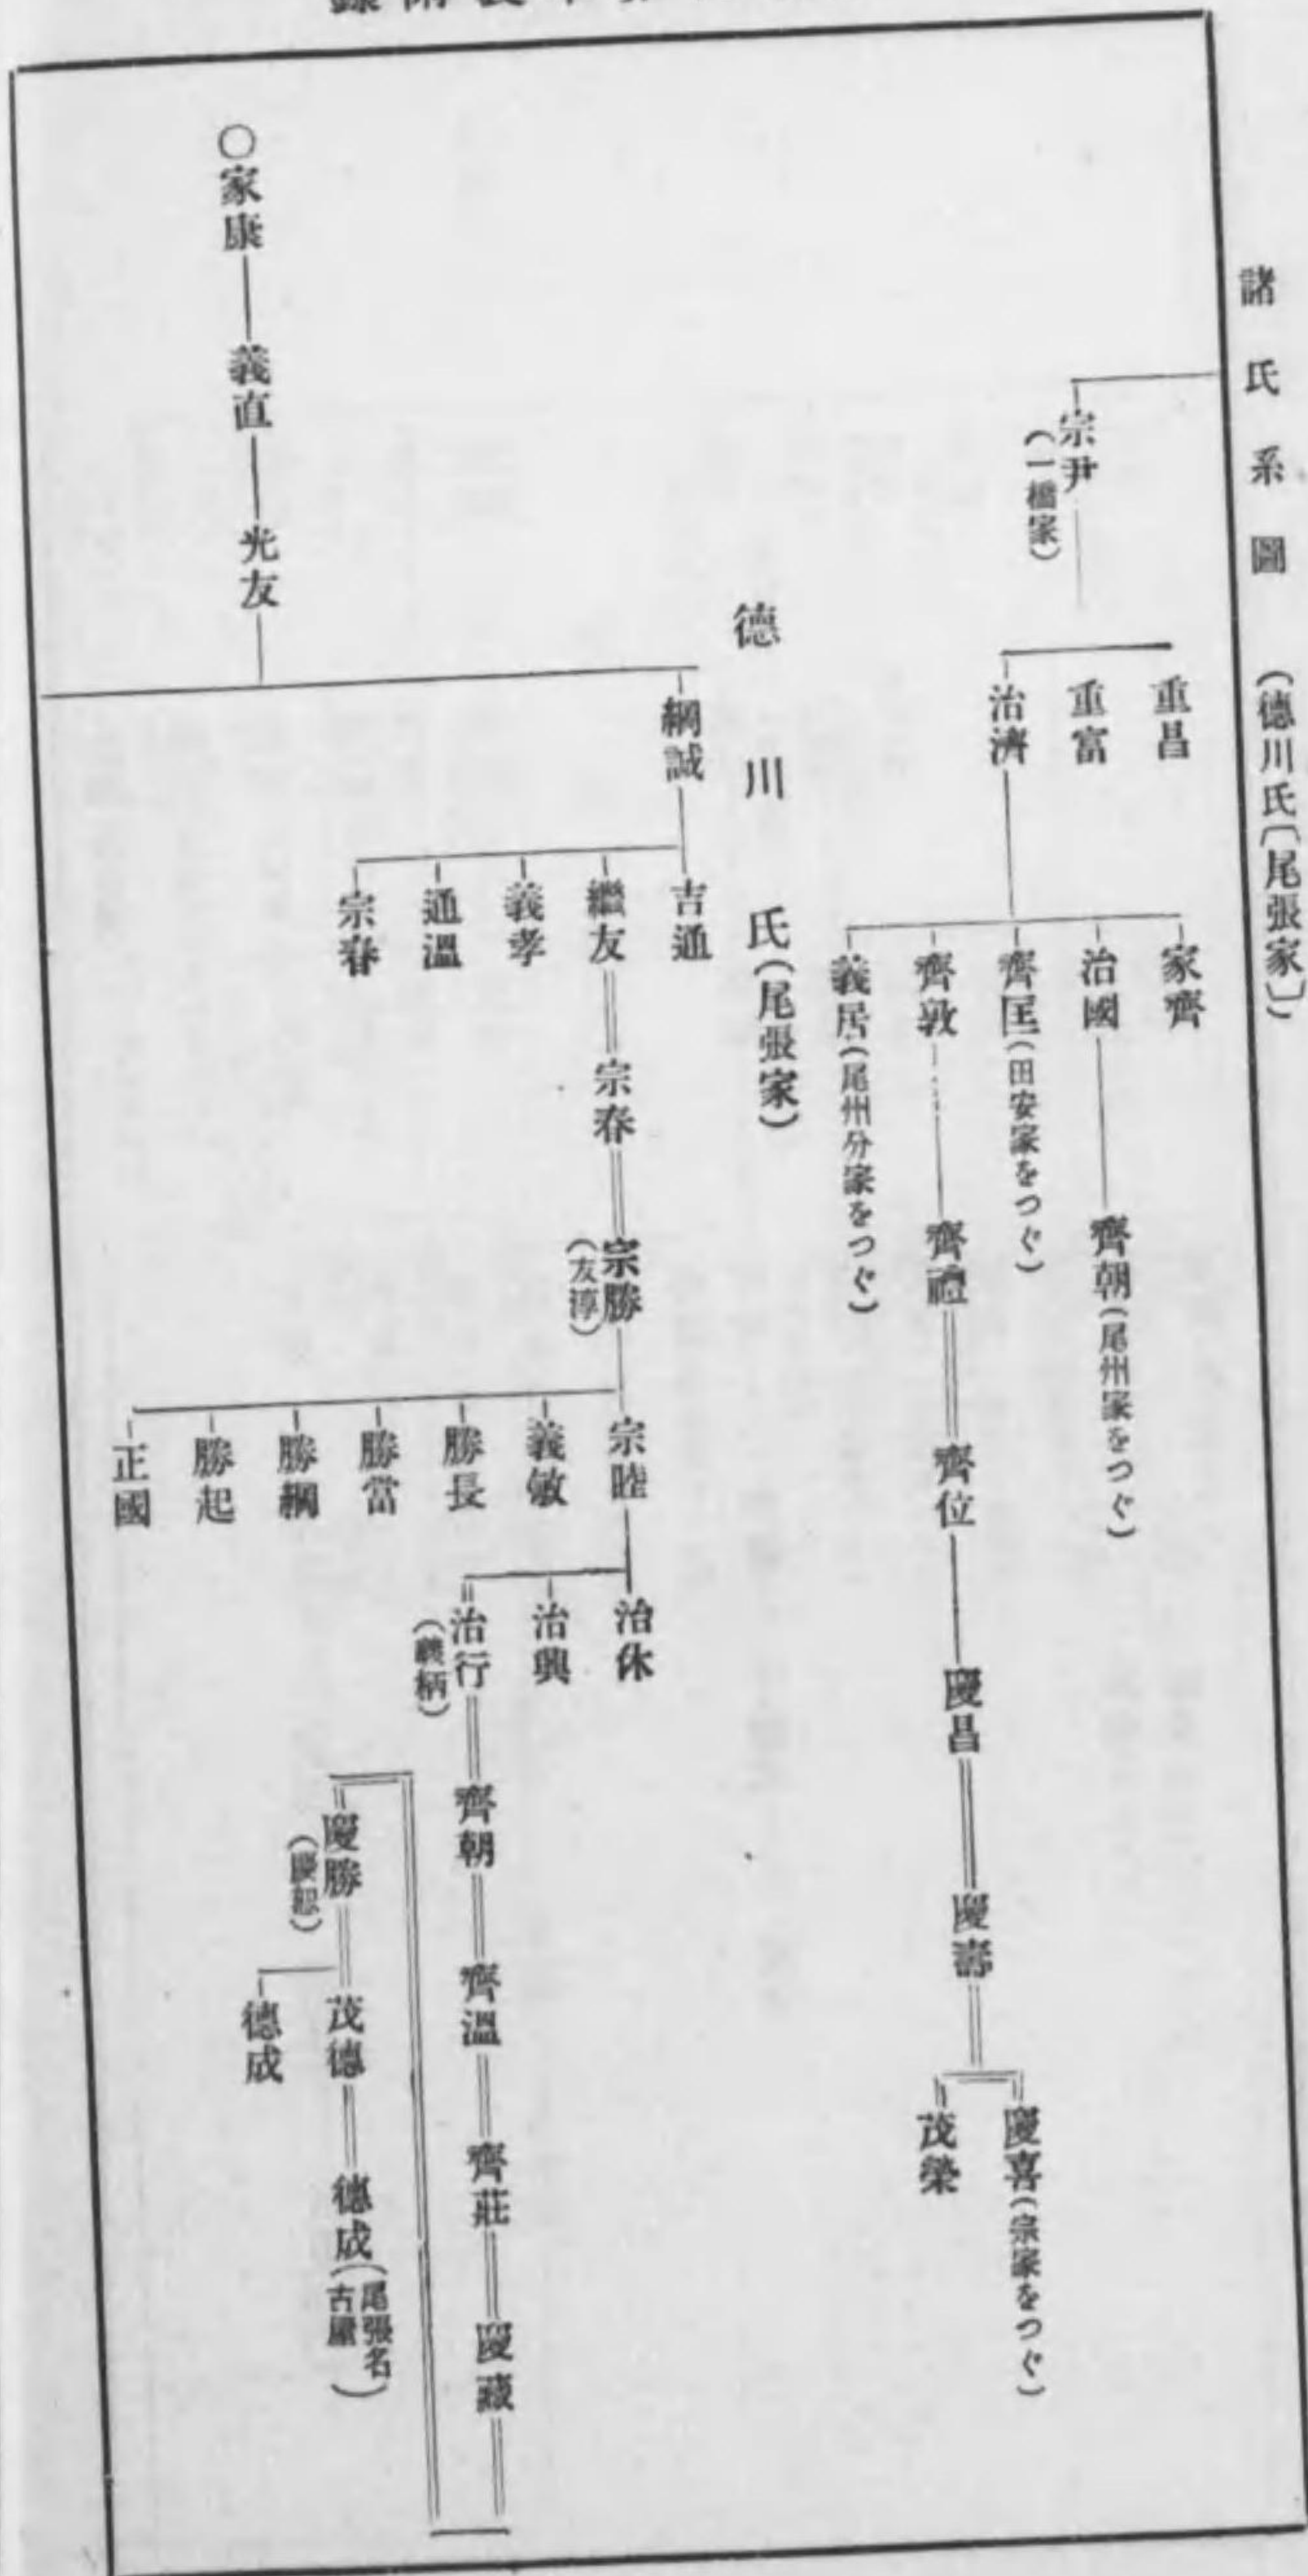 諸氏系圖 (德川氏〔尾張家〕)
宗尹
(一橋家)
重昌
重富
治濟
家齊
治國
齊朝(尾州家をつぐ)
齊匡(田安家をつぐ)
齊敦
齊禮
齊位
慶昌
慶壽
慶喜(宗家をつぐ)
茂榮
義居(尾州分家をつぐ)
德川氏(尾張家)
○家康
義直
光友
綱誠
吉通
繼友
宗春
宗勝
(友淳)
宗睦
治休
治興
治行
(義柄)
齊朝
齊溫
齊莊
慶臧
慶勝
(慶恕)
茂德
德成(尾張名
古屋)
德成
義敏
勝長
勝當
勝綱
勝起
正國
義孝
通溫
宗春